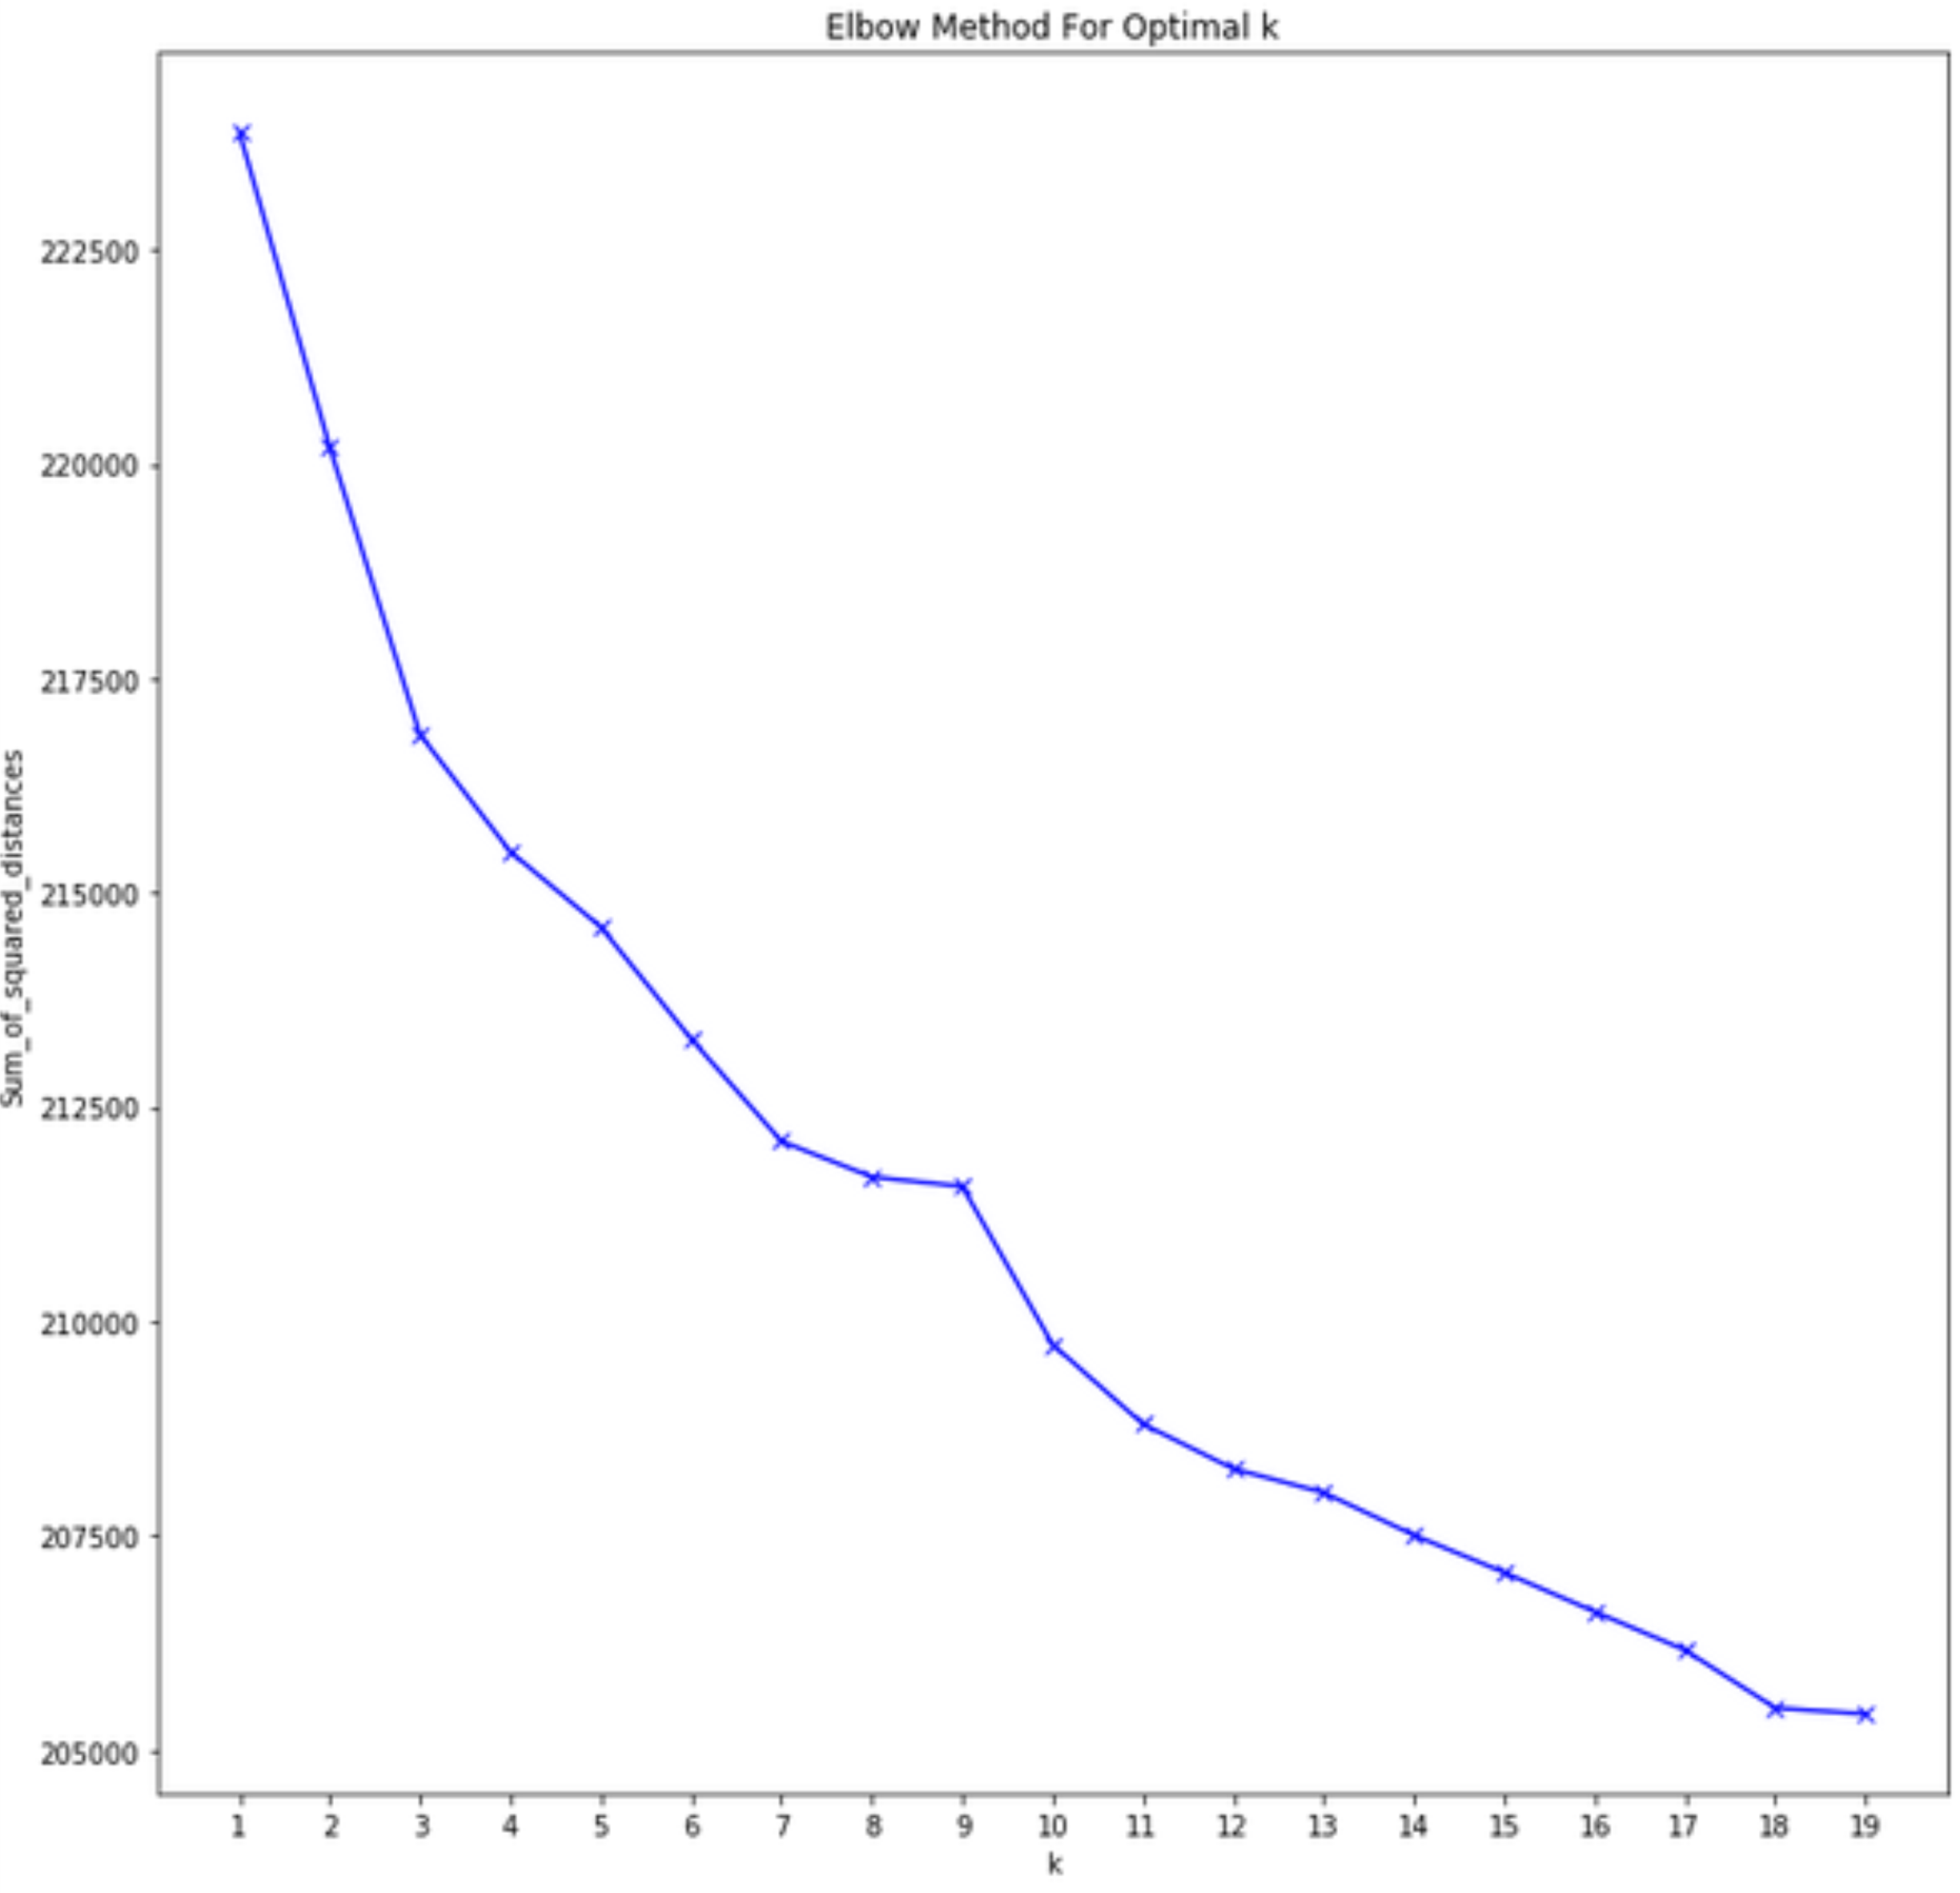 Elbow Method For Optimal k
Sum_of_squared_distances
222500
220000
217500
215000
212500
210000
207500
205000
1 2 3 4 5 6 7 8 9 10 11 12 13 14 15 16 17 18 19
k